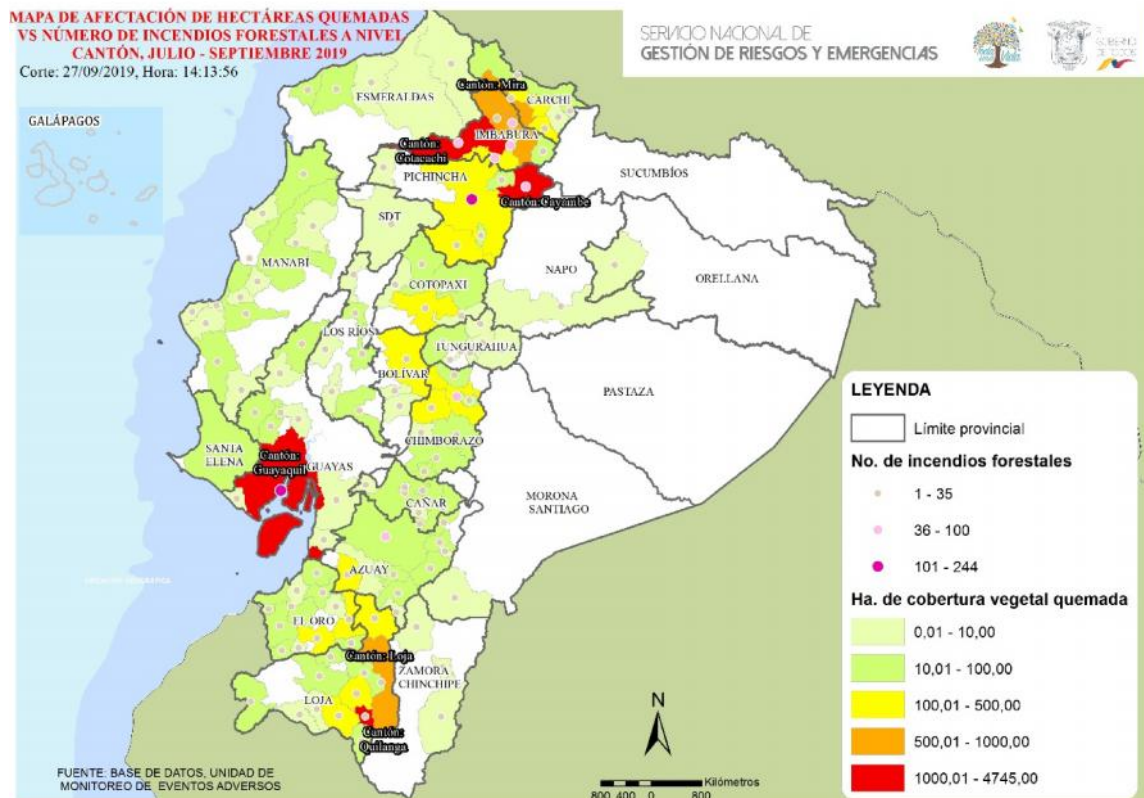 MAPA DE AFECTACIÓN DE HECTÁREAS QUEMADAS
VS NÚMERO DE INCENDIOS FORESTALES A NIVEL
CANTÓN, JULIO - SEPTIEMBRE 2019
Corte: 27/09/2019, Hora: 14:13:56
SERVICIO NACIONAL DE
GESTIÓN DE RIESGOS Y EMERGENCIAS
EL
GOBIERNO
DE TODOS
GALÁPAGOS
ESMERALDAS
Cantón: Mira
CARCHI
IMBABURA
Cantón:
Cotacachi
PICHINCHA
Cantón:Cayambe
SUCUMBÍOS
SDT
MANABÍ
NAPO
ORELLANA
COTOPAXI
LOS RÍOS
TUNGURAHUA
BOLÍVAR
PASTAZA
CHIMBORAZO
SANTA
ELENA
Cantón:
Guayaquil
GUAYAS
CAÑAR
MORONA
SANTIAGO
AZUAY
EL ORO
Cantón: Loja
ZAMORA
CHINCHIPE
LOJA
Cantón:
Quilanga
LEYENDA
Límite provincial
No. de incendios forestales
1 - 35
36 - 100
101 - 244
Ha. de cobertura vegetal quemada
0,01 - 10,00
10,01 - 100,00
100,01 - 500,00
500,01 - 1000,00
1000,01 - 4745,00
N
Kilómetros
800 400 0 800
FUENTE: BASE DE DATOS, UNIDAD DE
MONITOREO DE EVENTOS ADVERSOS